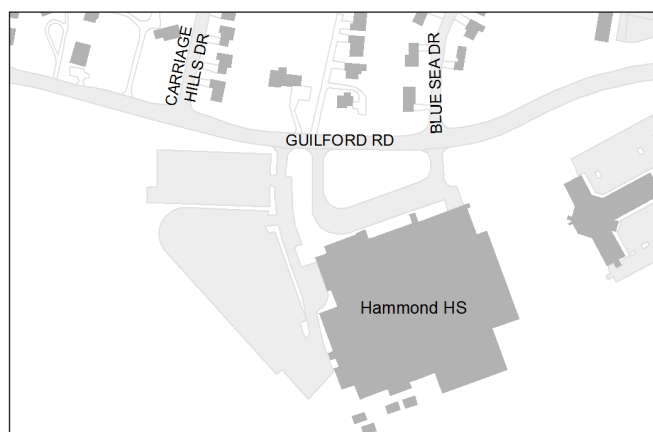 CARRIAGE
HILLS DR
BLUE SEA DR
GUILFORD RD
Hammond HS